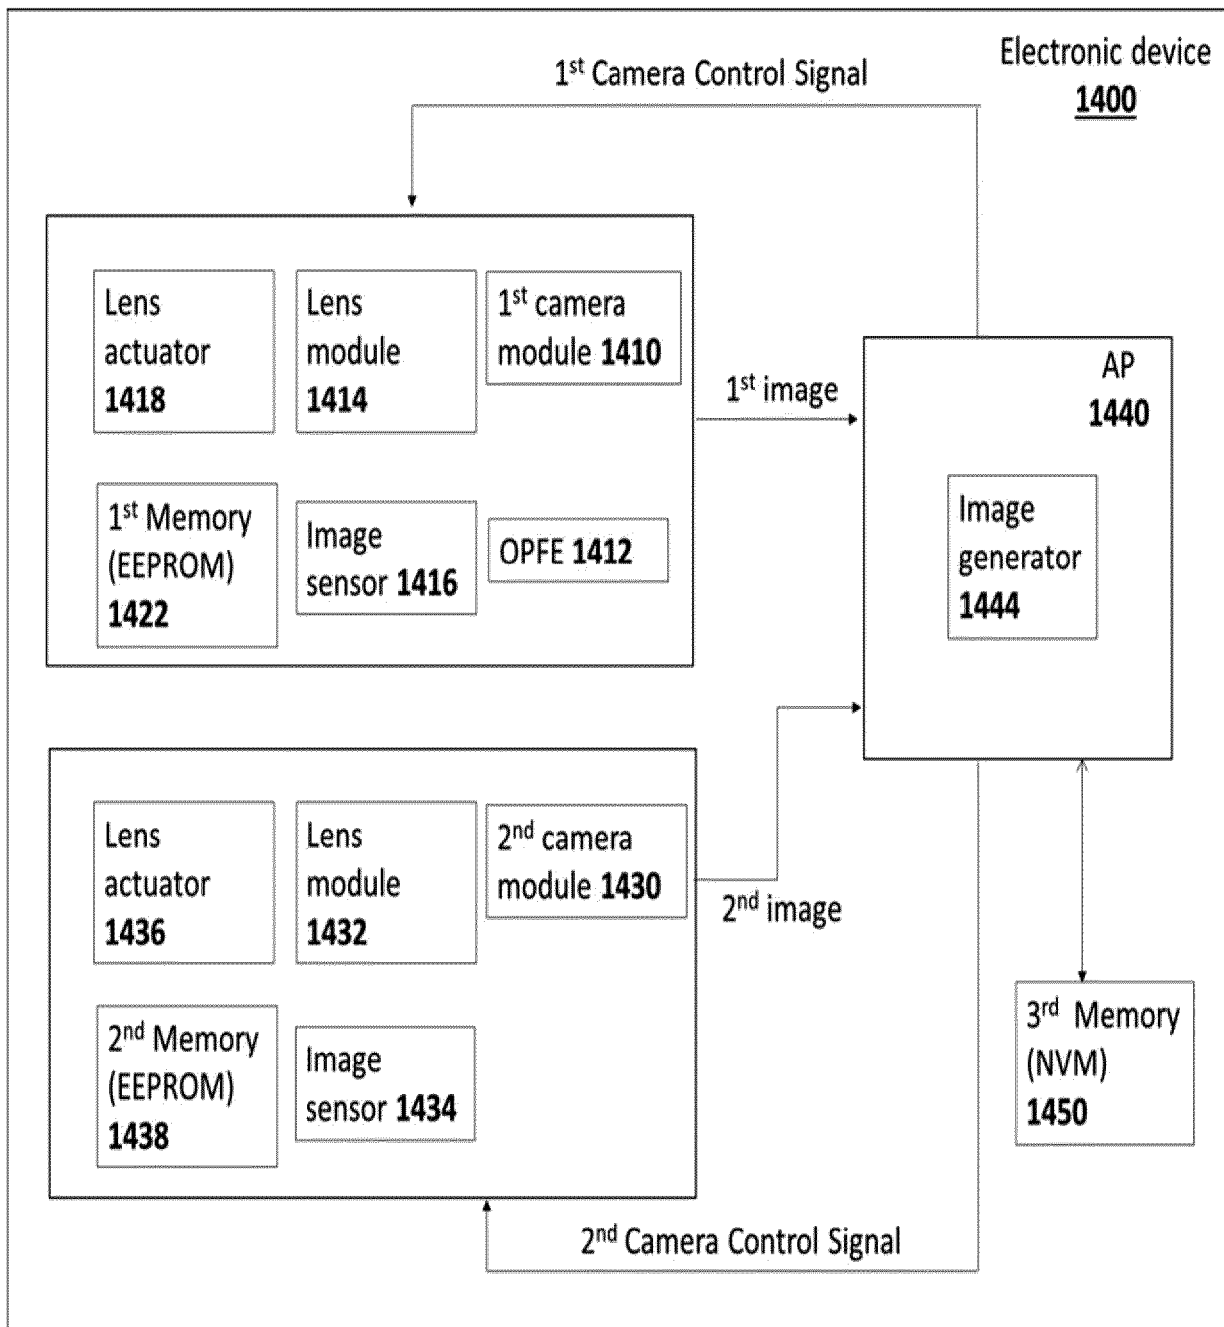 Electronic device
1400
1st Camera Control Signal
Lens
actuator
1418
Lens
module
1414
1st camera
module 1410
1st Memory
(EEPROM)
1422
Image
sensor 1416
OPFE 1412
1st image
AP
1440
Image
generator
1444
Lens
actuator
1436
Lens
module
1432
2nd camera
module 1430
2nd Memory
(EEPROM)
1438
Image
sensor 1434
2nd image
3rd Memory
(NVM)
1450
2nd Camera Control Signal